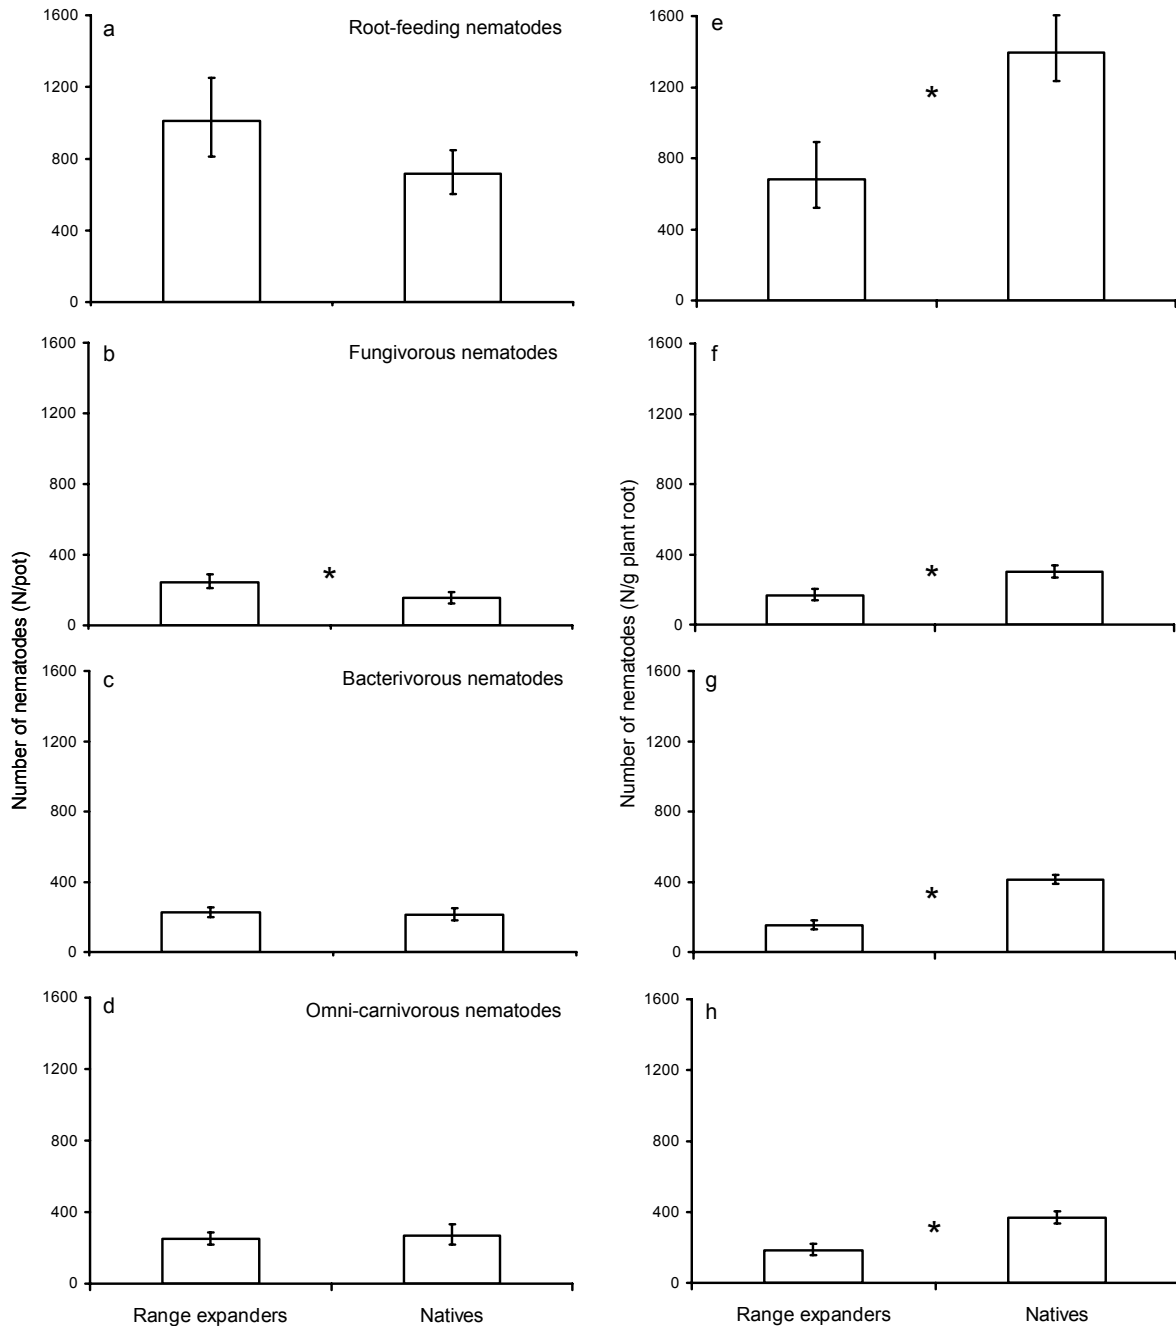 a
Root-feeding nematodes
1600
1200
800
400
0
e
1600
1200
800
400
0
*
b
Fungivorous nematodes
1600
1200
800
400
0
*
f
1600
1200
800
400
0
*
c
Bacterivorous nematodes
1600
1200
800
400
0
g
1600
1200
800
400
0
*
d
Omni-carnivorous nematodes
1600
1200
800
400
0
h
1600
1200
800
400
0
*
Number of nematodes (N/pot)
Number of nematodes (N/g plant root)
Range expanders
Natives
Range expanders
Natives